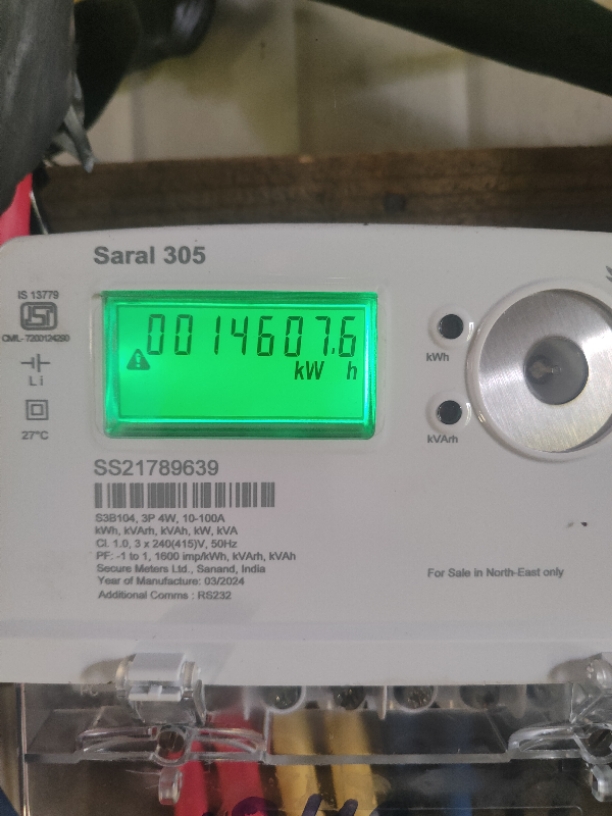 Saral 305
IS 13779
CM/L- 7200124290
Li
27°C
0014607.6
kW h
kWh
kVArh
SS21789639
S3B104, 3P 4W, 10-100A
kWh, kVArh, kVAh, kW, kVA
Cl. 1.0, 3 x 240(415)V, 50Hz
PF: -1 to 1, 1600 imp/kWh, kVArh, kVAh
Secure Meters Ltd., Sanand, India
Year of Manufacture: 03/2024
Additional Comms : RS232
For Sale in North-East only